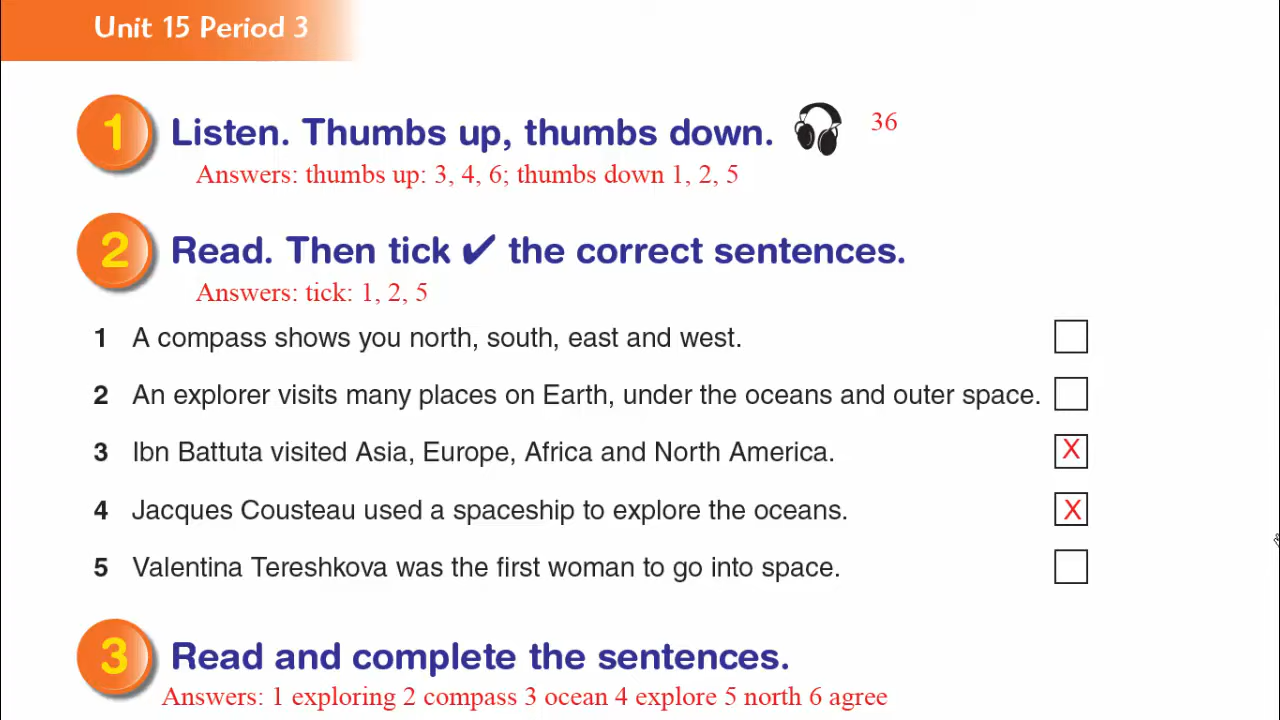 Unit 15 Period 3
1 Listen. Thumbs up, thumbs down. 36
Answers: thumbs up: 3, 4, 6; thumbs down 1, 2, 5
2 Read. Then tick ✔ the correct sentences.
Answers: tick: 1, 2, 5
1 A compass shows you north, south, east and west.
2 An explorer visits many places on Earth, under the oceans and outer space.
3 Ibn Battuta visited Asia, Europe, Africa and North America. X
4 Jacques Cousteau used a spaceship to explore the oceans. X
5 Valentina Tereshkova was the first woman to go into space.
3 Read and complete the sentences.
Answers: 1 exploring 2 compass 3 ocean 4 explore 5 north 6 agree